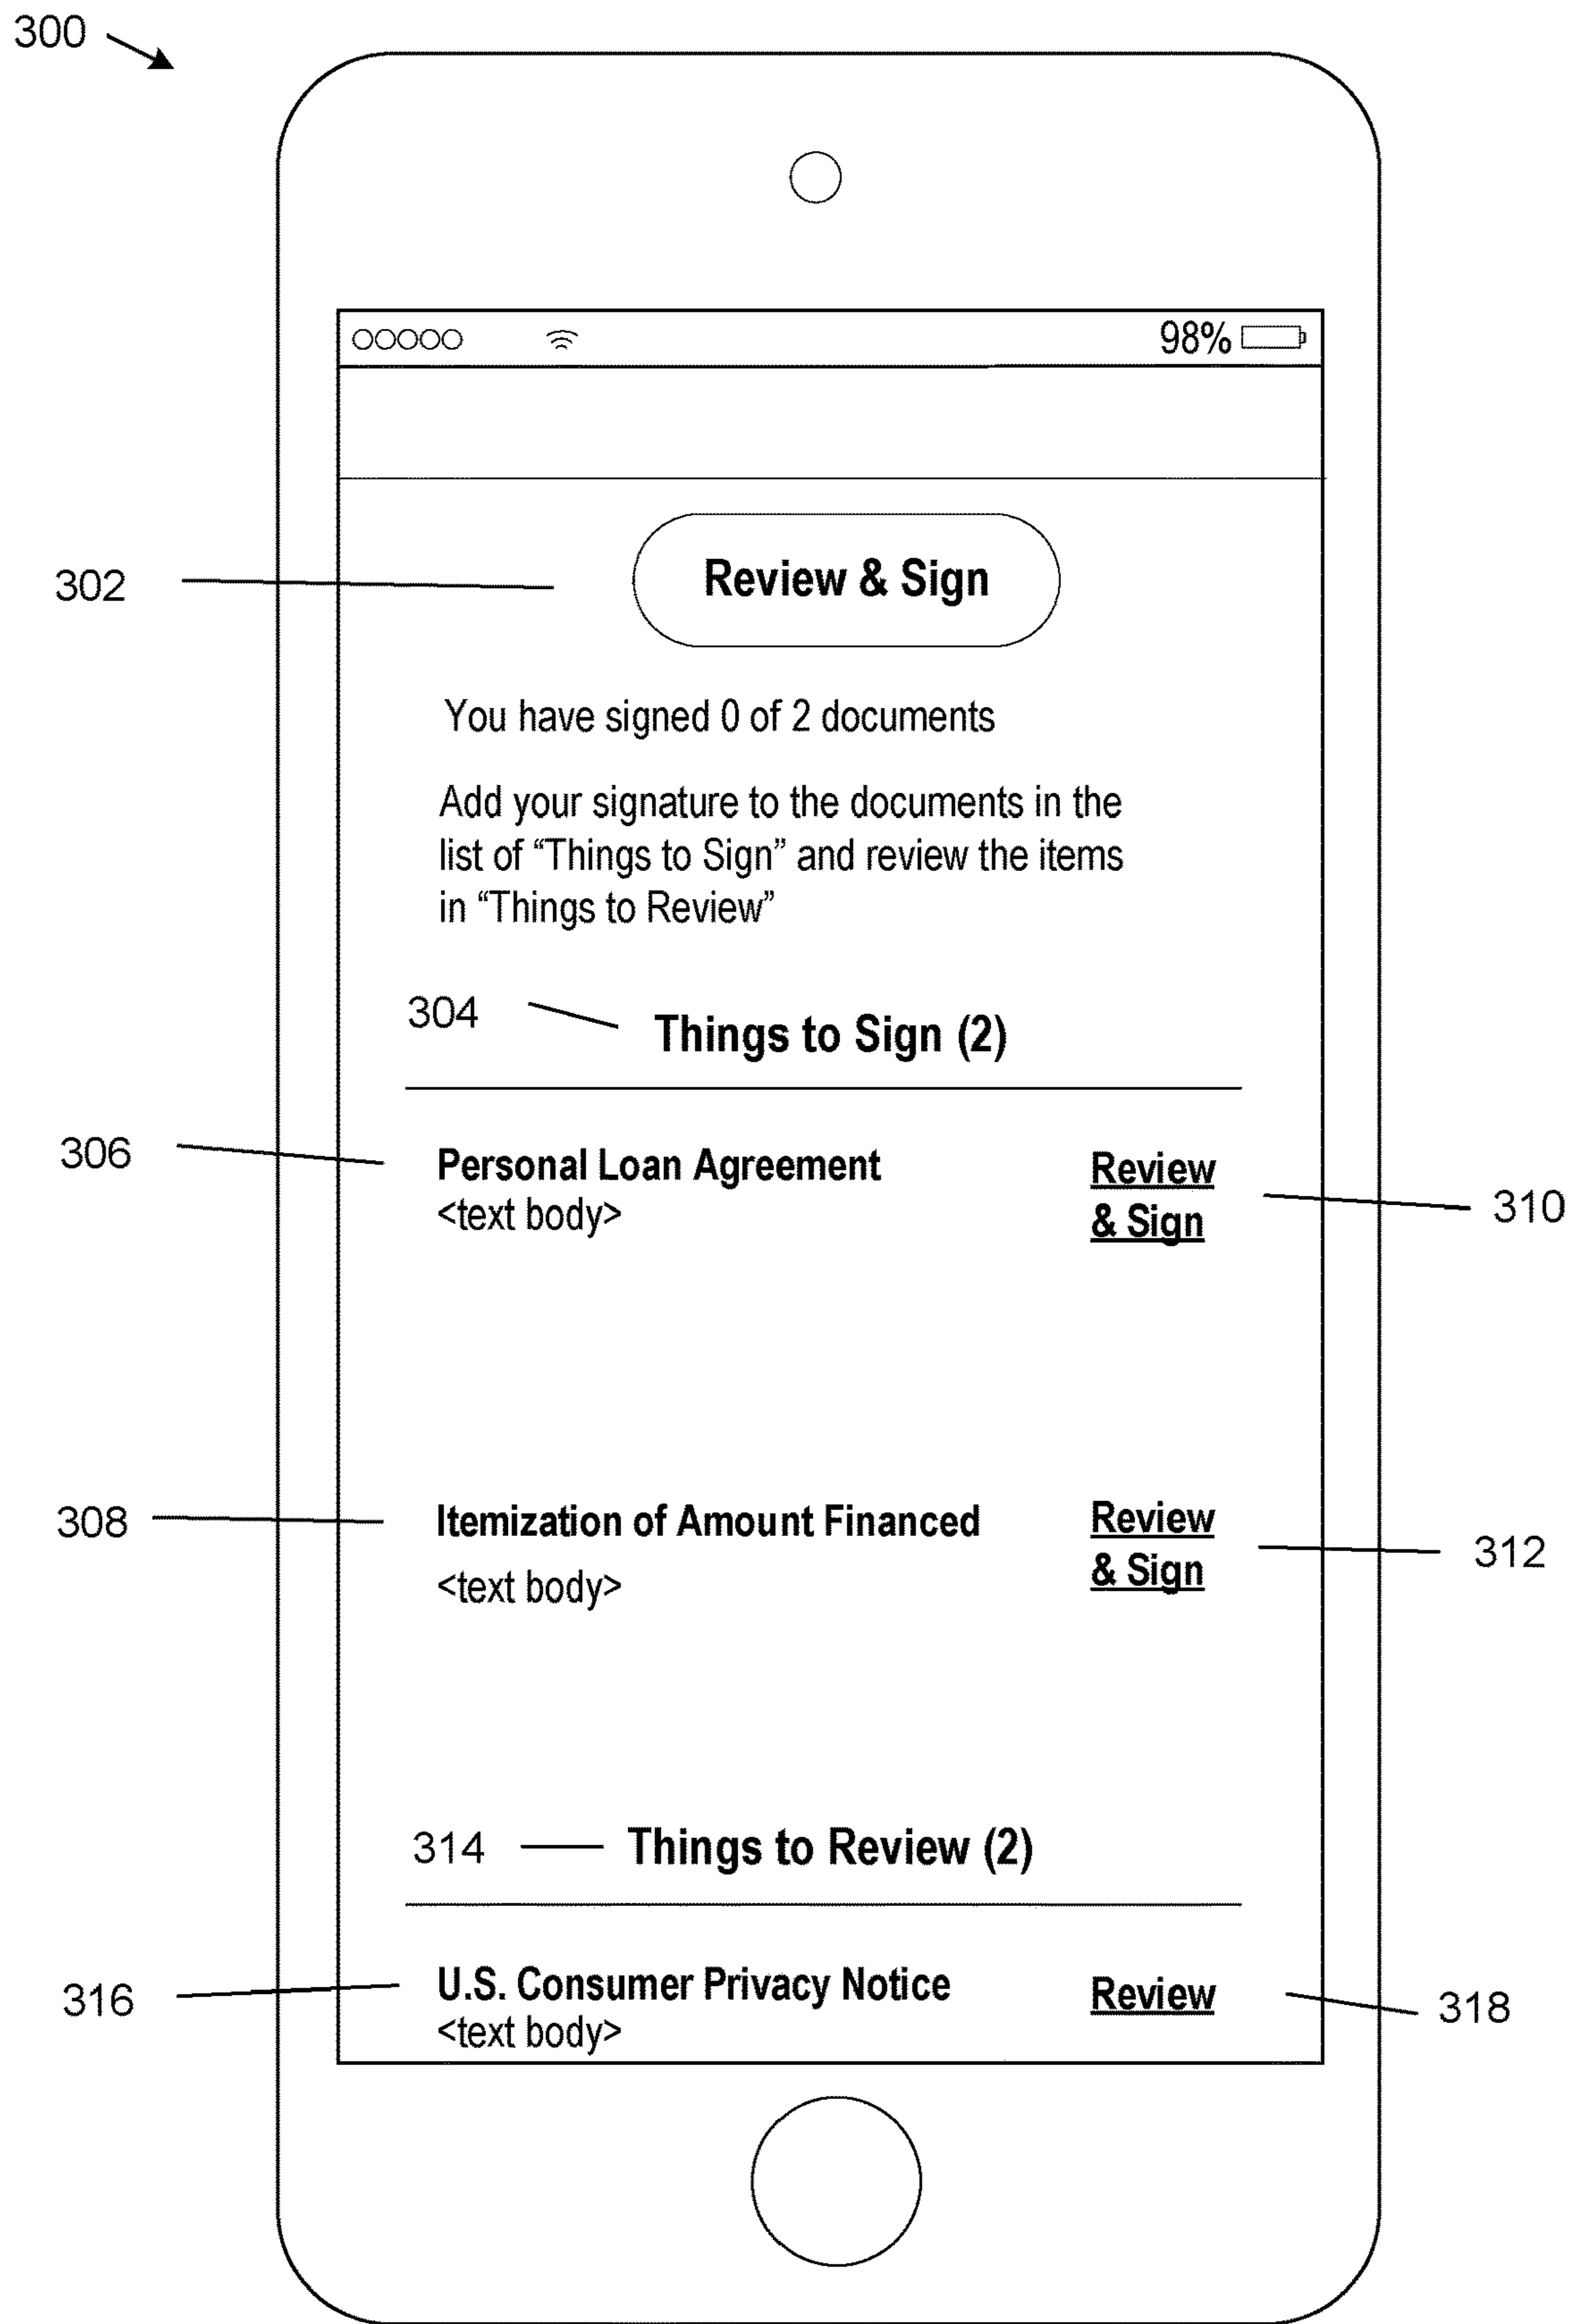 300
98%
302
Review & Sign
You have signed 0 of 2 documents
Add your signature to the documents in the
list of “Things to Sign” and review the items
in “Things to Review”
304
Things to Sign (2)
306
Personal Loan Agreement
<text body>
Review
& Sign
310
308
Itemization of Amount Financed
<text body>
Review
& Sign
312
314
Things to Review (2)
316
U.S. Consumer Privacy Notice
<text body>
Review
318